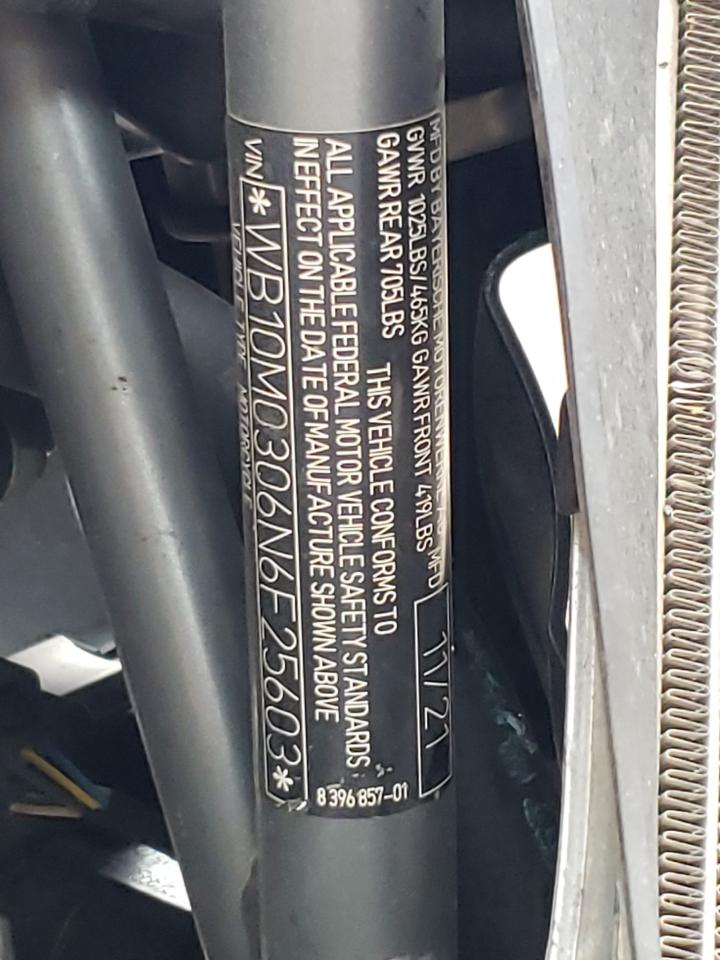 MFD BY BAYERISCHE MOTORENWERKE AG MFD 11/21
GVWR 1025LBS/465KG GAWR FRONT 419LBS
GAWR REAR 705LBS THIS VEHICLE CONFORMS TO
ALL APPLICABLE FEDERAL MOTOR VEHICLE SAFETY STANDARDS
IN EFFECT ON THE DATE OF MANUFACTURE SHOWN ABOVE
8 396 857-01
VIN *WB10M0306N6F25603*
VEHICLE TYPE MOTORCYCLE